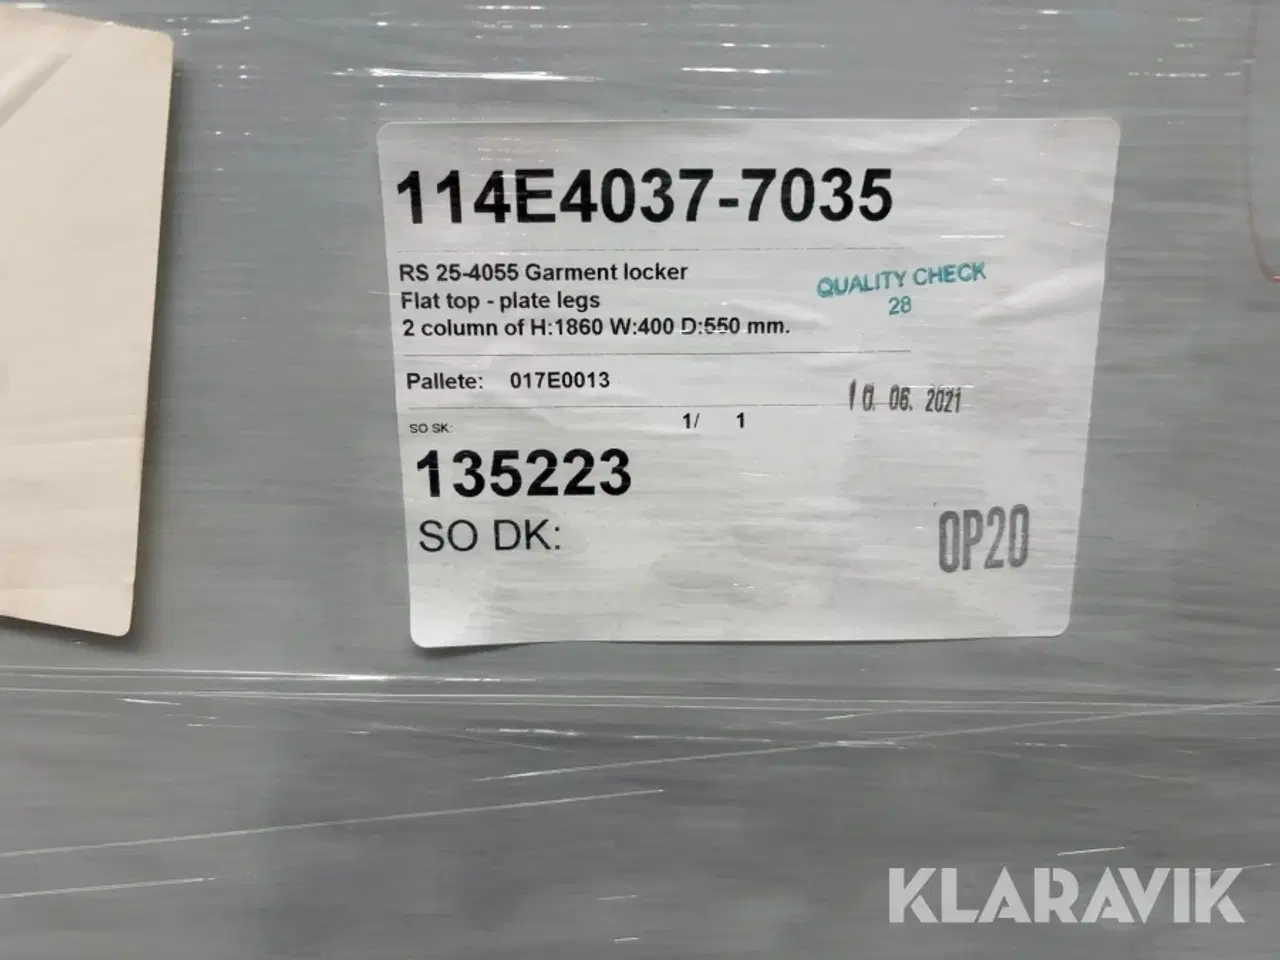 114E4037-7035
RS 25-4055 Garment locker
Flat top - plate legs
2 column of H:1860 W:400 D:550 mm.
QUALITY CHECK
28
Pallete: 017E0013
10. 06. 2021
SO SK: 1/ 1
135223
SO DK:
OP20
KLARAVIK